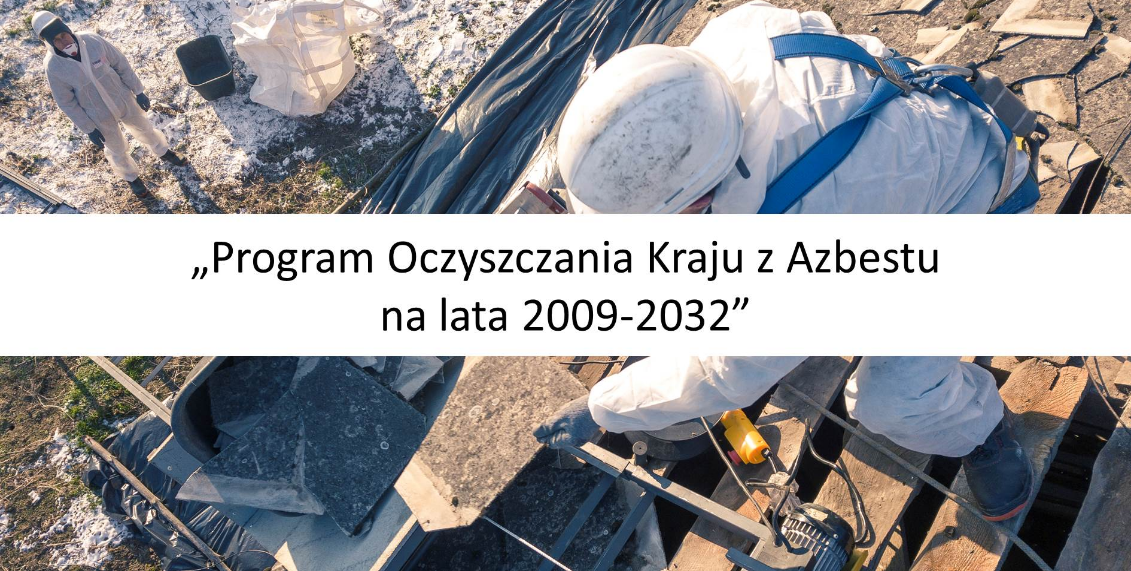 „Program Oczyszczania Kraju z Azbestu
na lata 2009-2032”